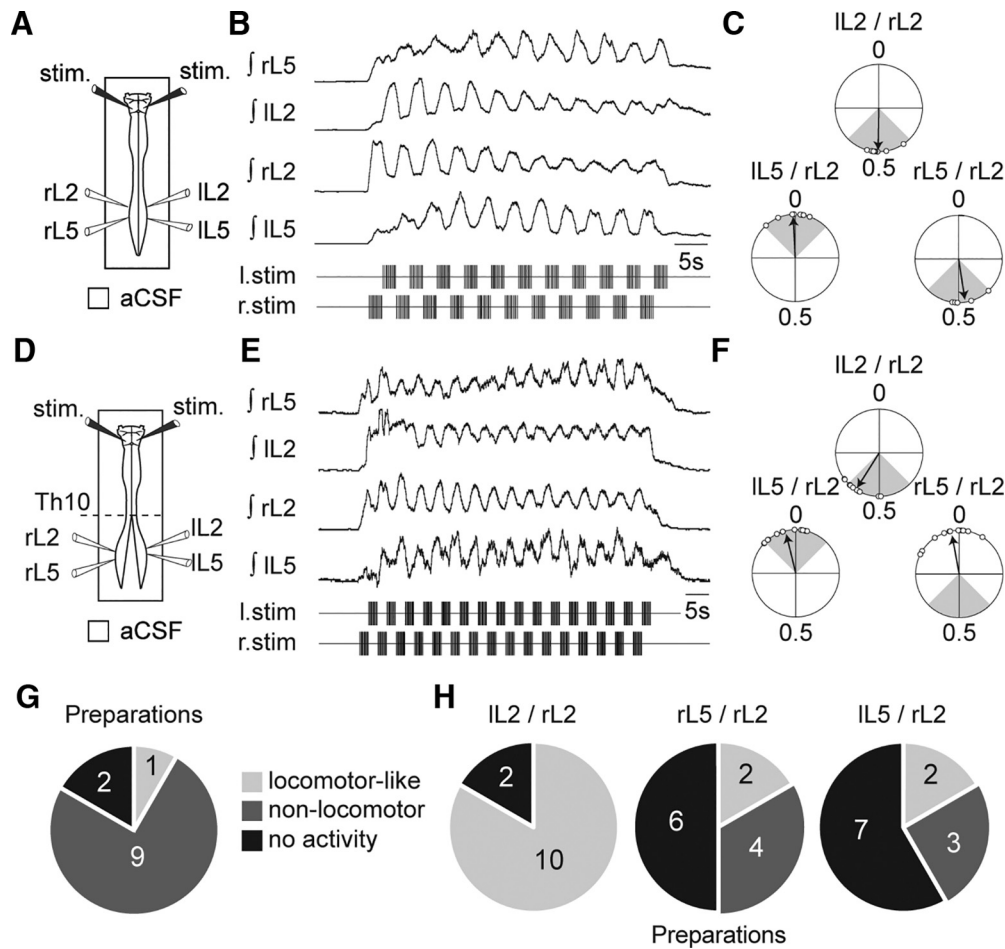 A
stim.
stim.
rL2
lL2
rL5
lL5
aCSF
B
∫ rL5
∫ lL2
∫ rL2
∫ lL5
5s
l.stim
r.stim
C
lL2 / rL2
0
0.5
lL5 / rL2
rL5 / rL2
0
0
0.5
0.5
D
stim.
stim.
Th10
rL2
lL2
rL5
lL5
aCSF
E
∫ rL5
∫ lL2
∫ rL2
∫ lL5
5s
l.stim
r.stim
F
lL2 / rL2
0
0.5
lL5 / rL2
rL5 / rL2
0
0
0.5
0.5
G
Preparations
2
1
9
locomotor-like
non-locomotor
no activity
H
lL2 / rL2
rL5 / rL2
lL5 / rL2
2
10
2
6
4
2
7
3
Preparations